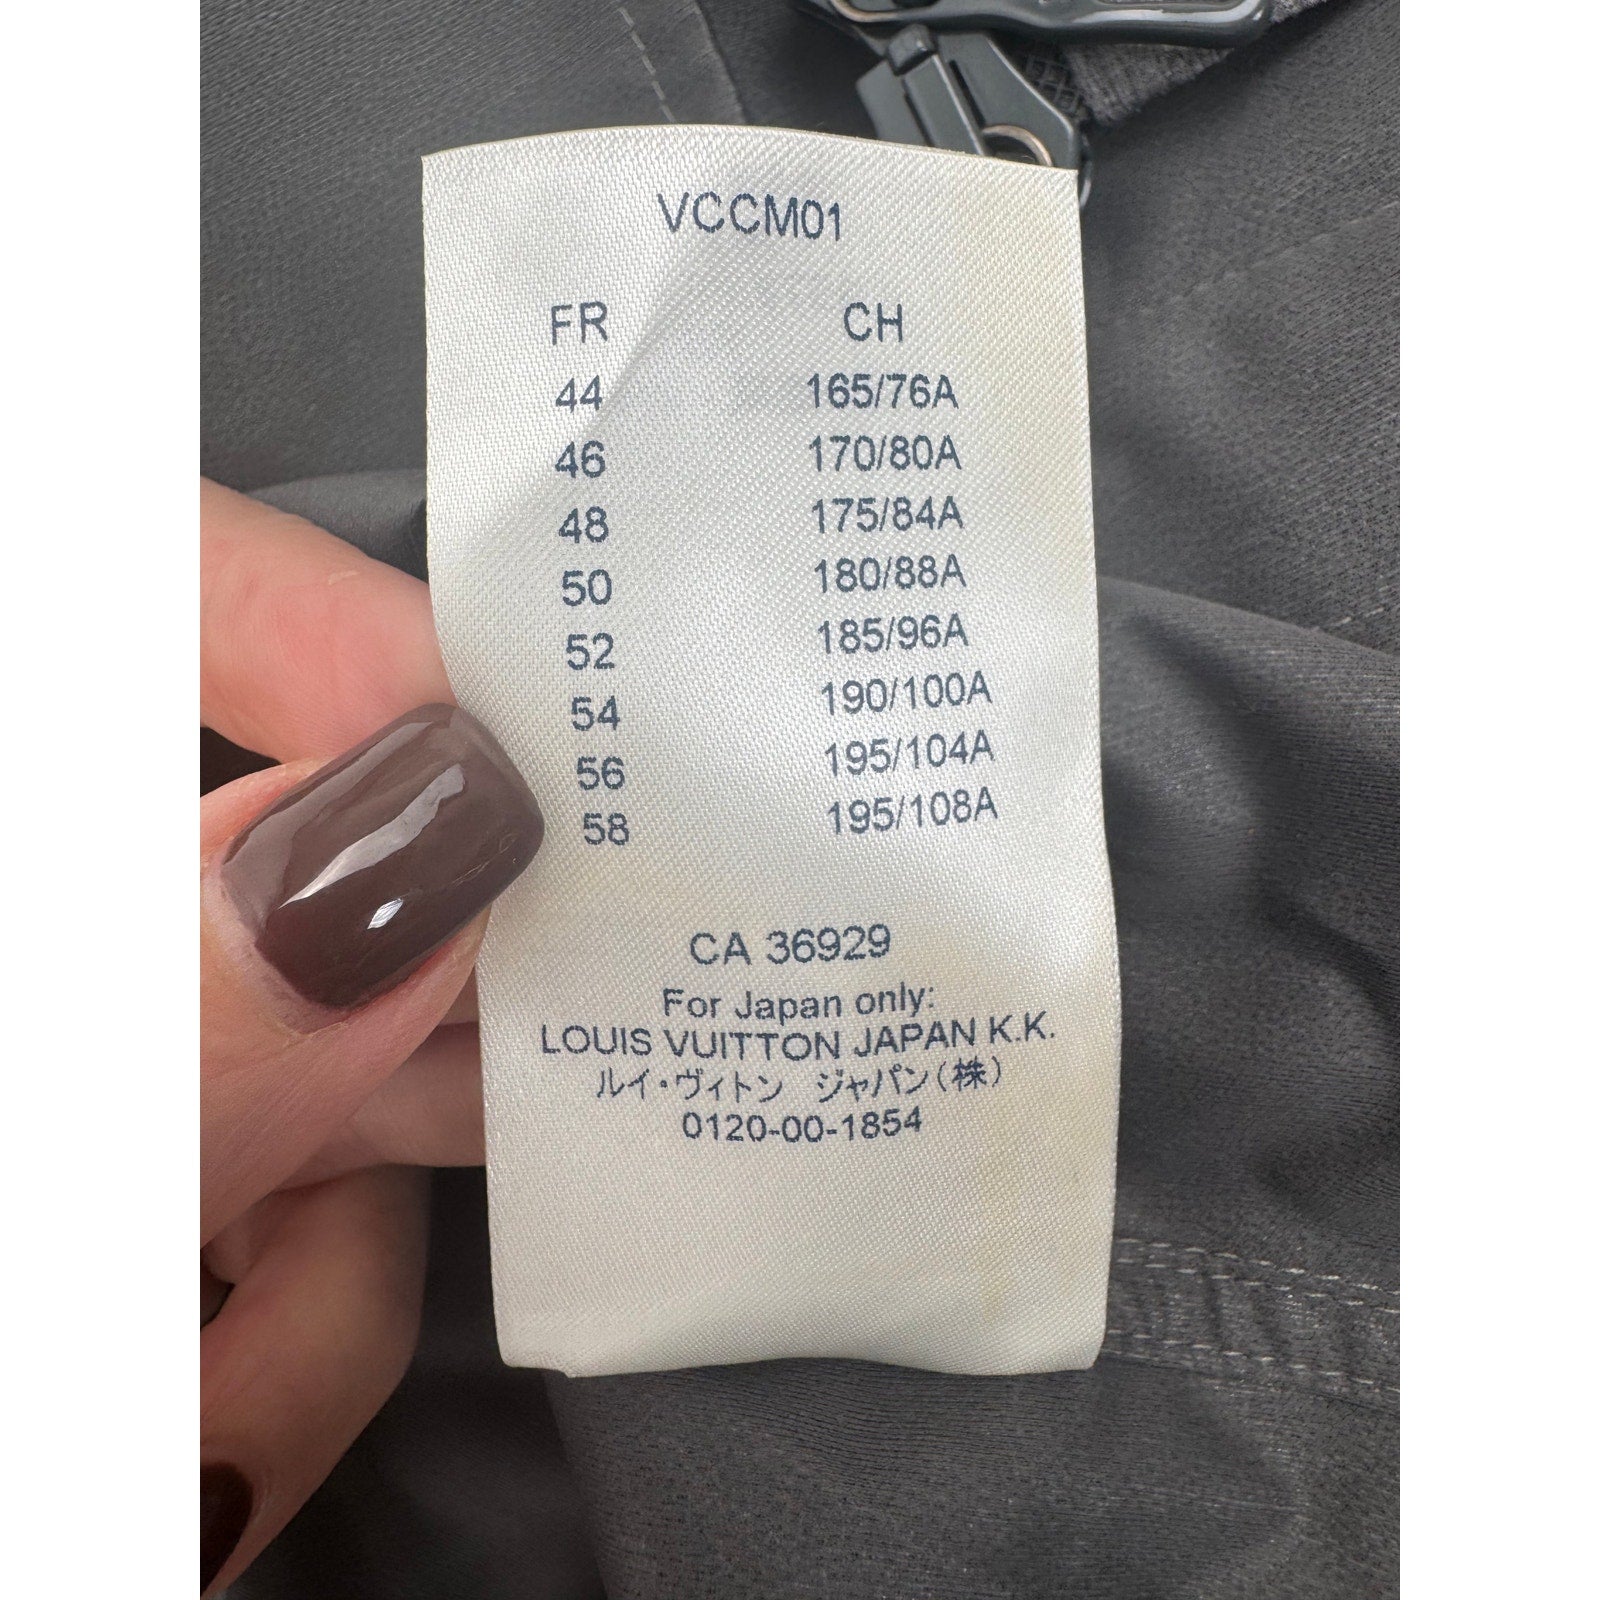 VCCM01
FR CH
44 165/76A
46 170/80A
48 175/84A
50 180/88A
52 185/96A
54 190/100A
56 195/104A
58 195/108A
CA 36929
For Japan only:
LOUIS VUITTON JAPAN K.K.
ルイ・ヴィトン ジャパン(株)
0120-00-1854